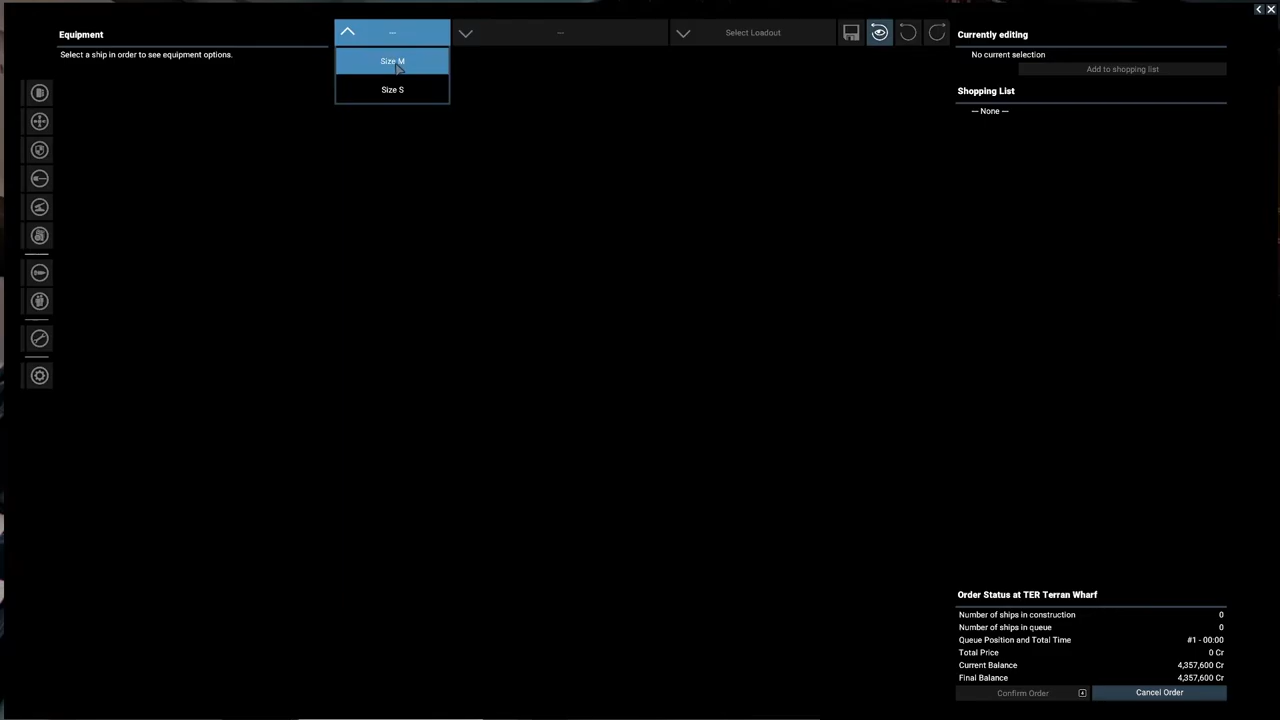 Equipment
Select a ship in order to see equipment options.
---
Size M
Size S
---
Select Loadout
Currently editing
No current selection
Add to shopping list
Shopping List
--- None ---
Order Status at TER Terran Wharf
Number of ships in construction 0
Number of ships in queue 0
Queue Position and Total Time #1 - 00:00
Total Price 0 Cr
Current Balance 4,357,600 Cr
Final Balance 4,357,600 Cr
Confirm Order
Cancel Order